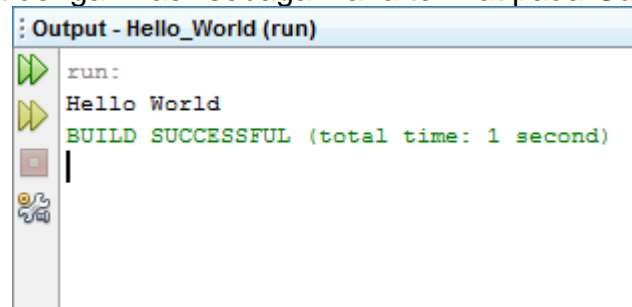 Output - Hello_World (run)
run:
Hello World
BUILD SUCCESSFUL (total time: 1 second)